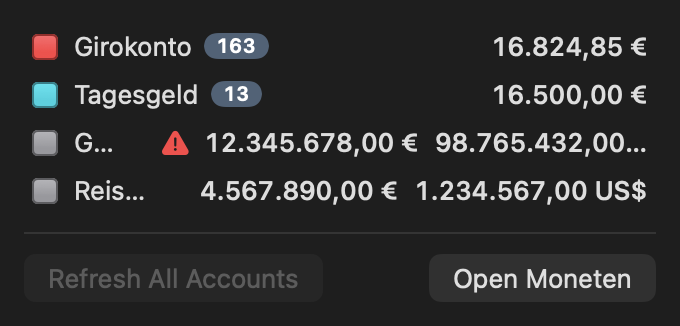 Girokonto 163 16.824,85 €
Tagesgeld 13 16.500,00 €
G... 12.345.678,00 € 98.765.432,00...
Reis... 4.567.890,00 € 1.234.567,00 US$
Refresh All Accounts Open Moneten